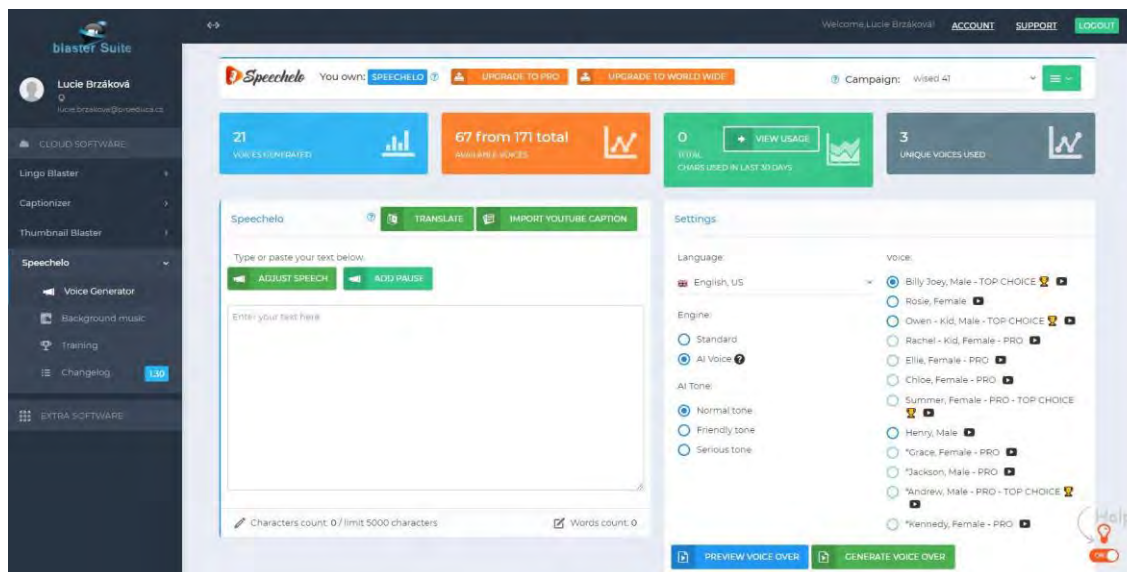 blaster Suite
Welcome,Lucie Brzáková!
ACCOUNT
SUPPORT
LOGOUT
Lucie Brzáková
lucie.brzakova@proeduca.cz
CLOUD SOFTWARE
Lingo Blaster
Captionizer
Thumbnail Blaster
Speechelo
Voice Generator
Background music
Training
Changelog
1.30
EXTRA SOFTWARE
Speechelo
You own: SPEECHELO
UPGRADE TO PRO
UPGRADE TO WORLD WIDE
Campaign: wised 41
21
VOICES GENERATED
67 from 171 total
AVAILABLE VOICES
0
TOTAL
CHARS USED IN LAST 30 DAYS
VIEW USAGE
3
UNIQUE VOICES USED
Speechelo
TRANSLATE
IMPORT YOUTUBE CAPTION
Type or paste your text below.
ADJUST SPEECH
ADD PAUSE
Enter your text here
Characters count: 0 / limit 5000 characters
Words count: 0
Settings
Language:
English, US
Engine:
Standard
AI Voice
AI Tone:
Normal tone
Friendly tone
Serious tone
Voice:
Billy Joey, Male - TOP CHOICE
Rosie, Female
Owen - Kid, Male - TOP CHOICE
Rachel - Kid, Female - PRO
Ellie, Female - PRO
Chloe, Female - PRO
Summer, Female - PRO - TOP CHOICE
Henry, Male
*Grace, Female - PRO
*Jackson, Male - PRO
*Andrew, Male - PRO - TOP CHOICE
*Kennedy, Female - PRO
PREVIEW VOICE OVER
GENERATE VOICE OVER
Help
ON